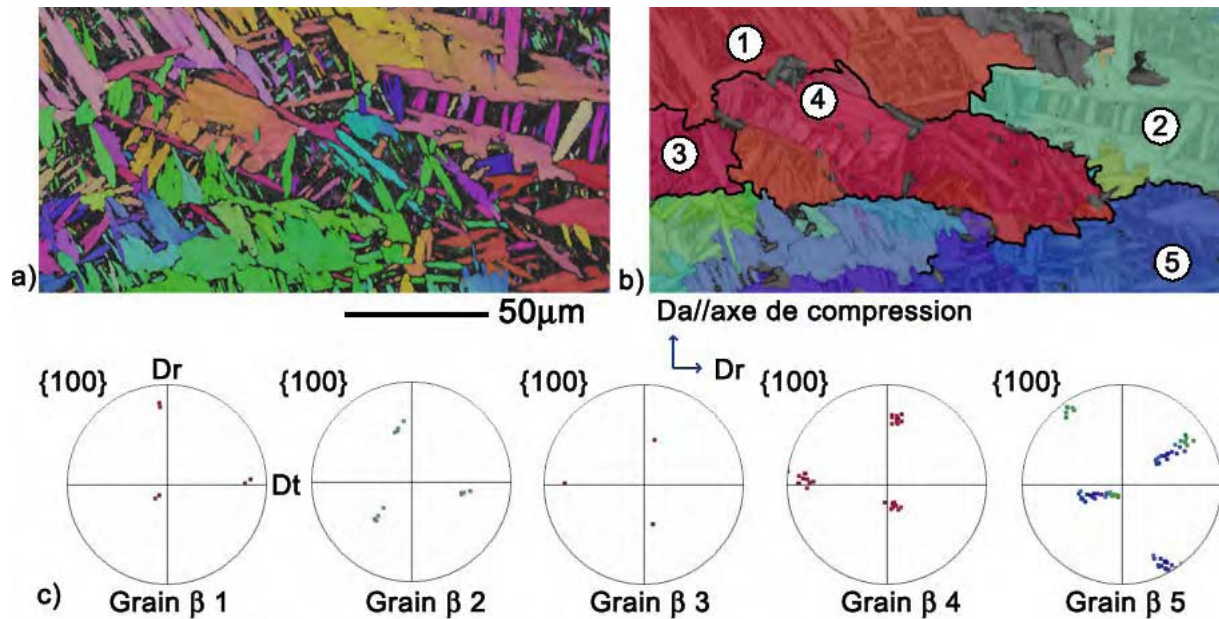 1
4
2
3
5
a)
b)
50μm
Da//axe de compression
Dr
{100}
Dr
Dt
{100}
{100}
{100}
{100}
c)
Grain β 1
Grain β 2
Grain β 3
Grain β 4
Grain β 5